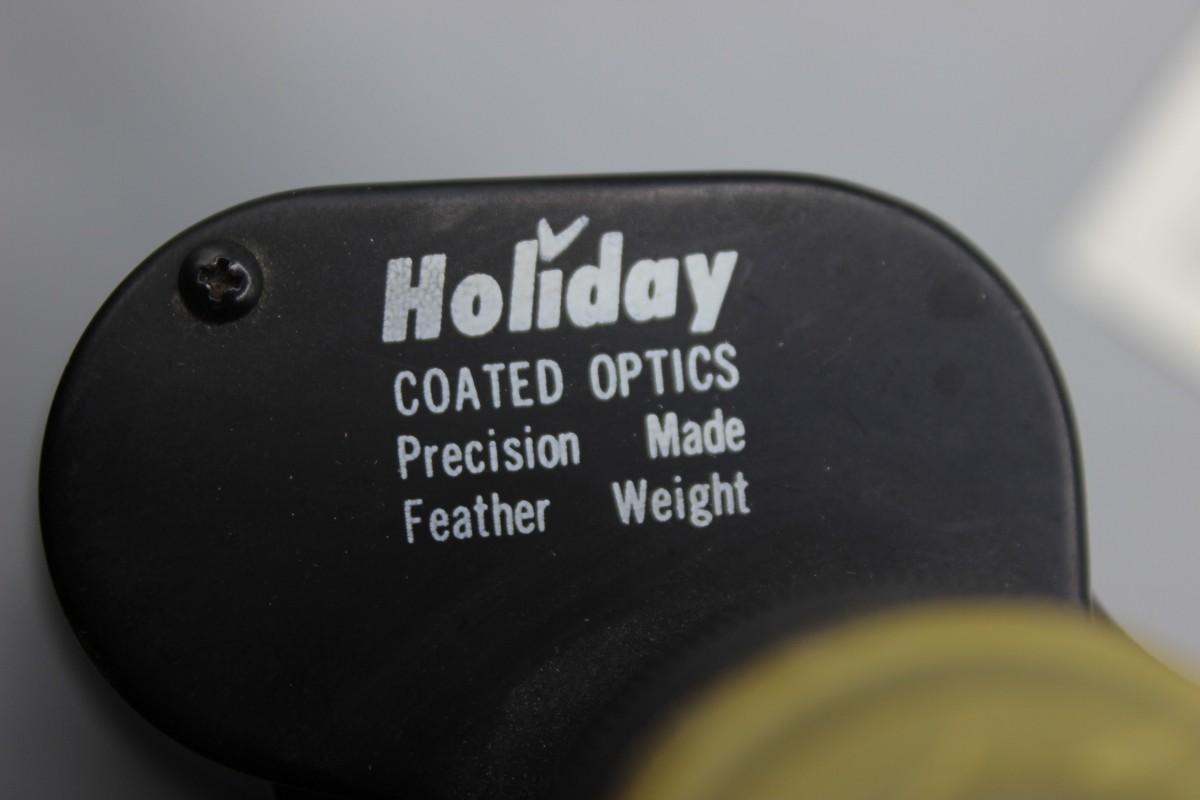 Holiday
COATED OPTICS
Precision Made
Feather Weight